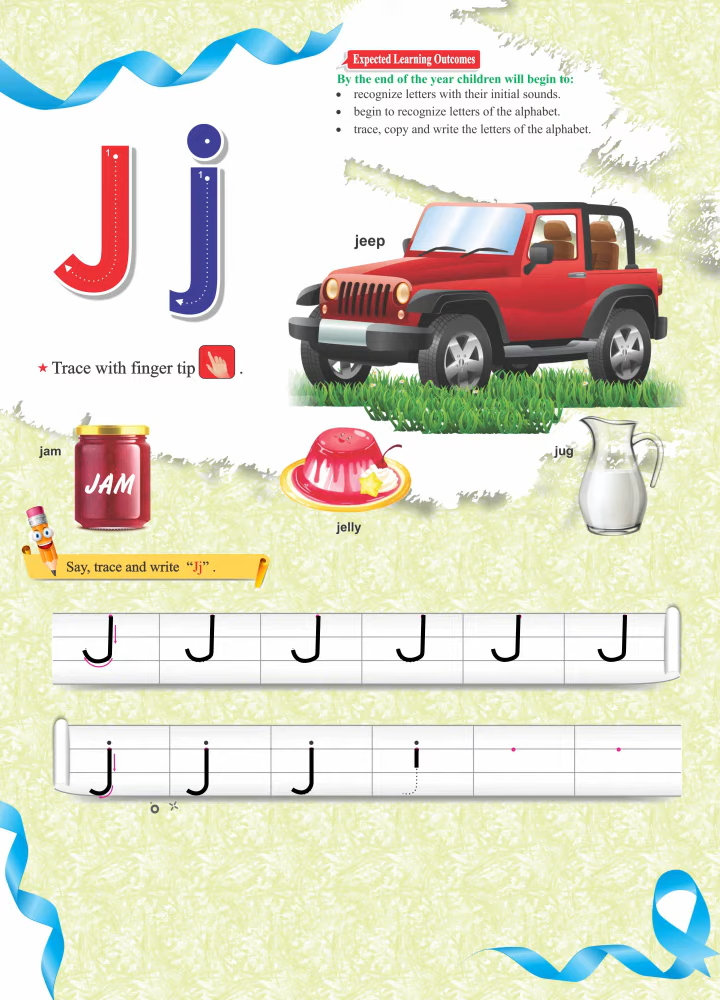 Expected Learning Outcomes
By the end of the year children will begin to:
• recognize letters with their initial sounds.
• begin to recognize letters of the alphabet.
• trace, copy and write the letters of the alphabet.
J j
1 1
jeep
★ Trace with finger tip .
jam
JAM
jelly
jug
Say, trace and write “Jj” .
J J J J J J
j j j j